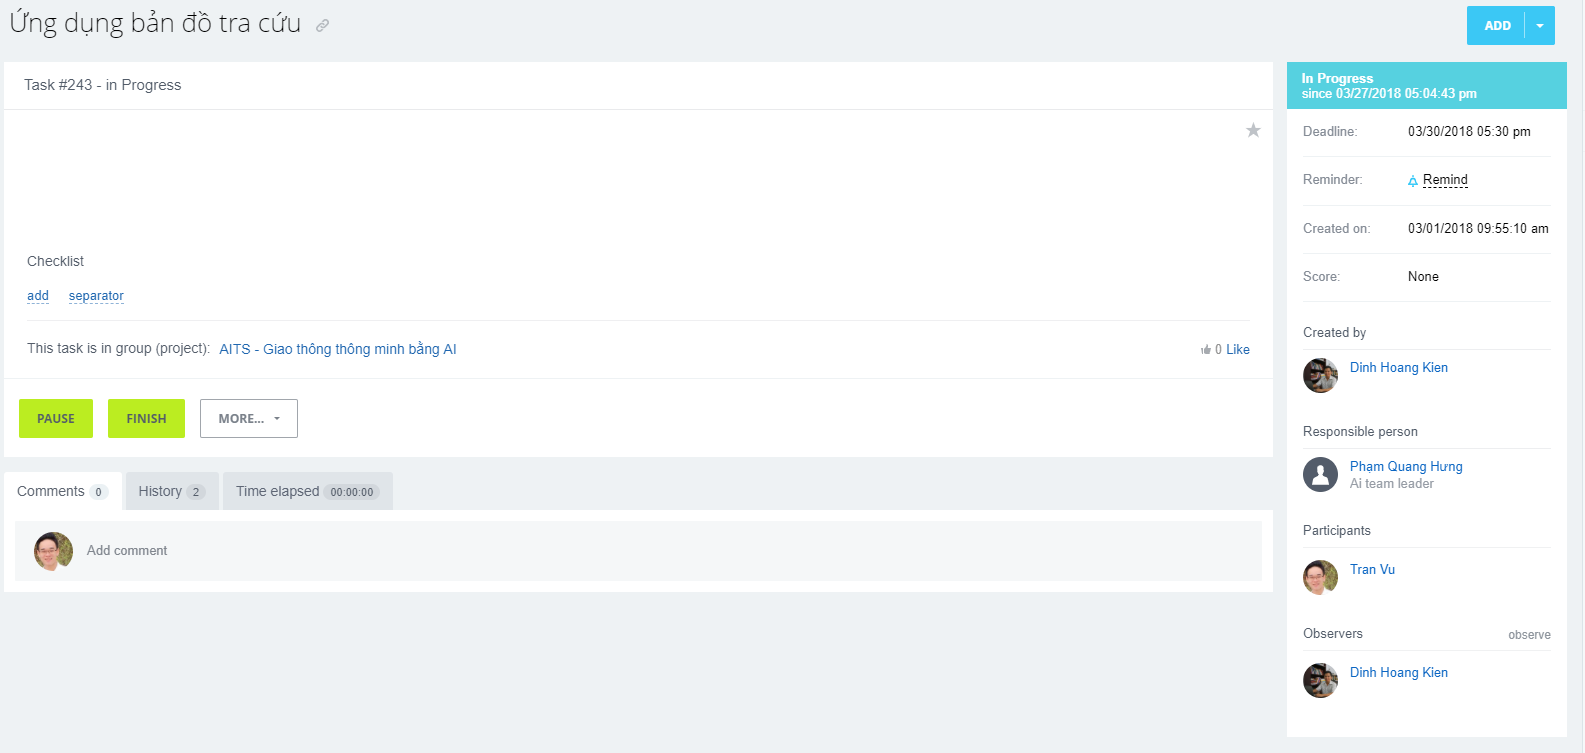 Ứng dụng bản đồ tra cứu
ADD
Task #243 - in Progress
Checklist
add separator
This task is in group (project): AITS - Giao thông thông minh bằng AI
0 Like
PAUSE FINISH MORE...
Comments 0 History 2 Time elapsed 00:00:00
Add comment
In Progress
since 03/27/2018 05:04:43 pm
Deadline: 03/30/2018 05:30 pm
Reminder: Remind
Created on: 03/01/2018 09:55:10 am
Score: None
Created by
Dinh Hoang Kien
Responsible person
Phạm Quang Hưng
Ai team leader
Participants
Tran Vu
Observers observe
Dinh Hoang Kien